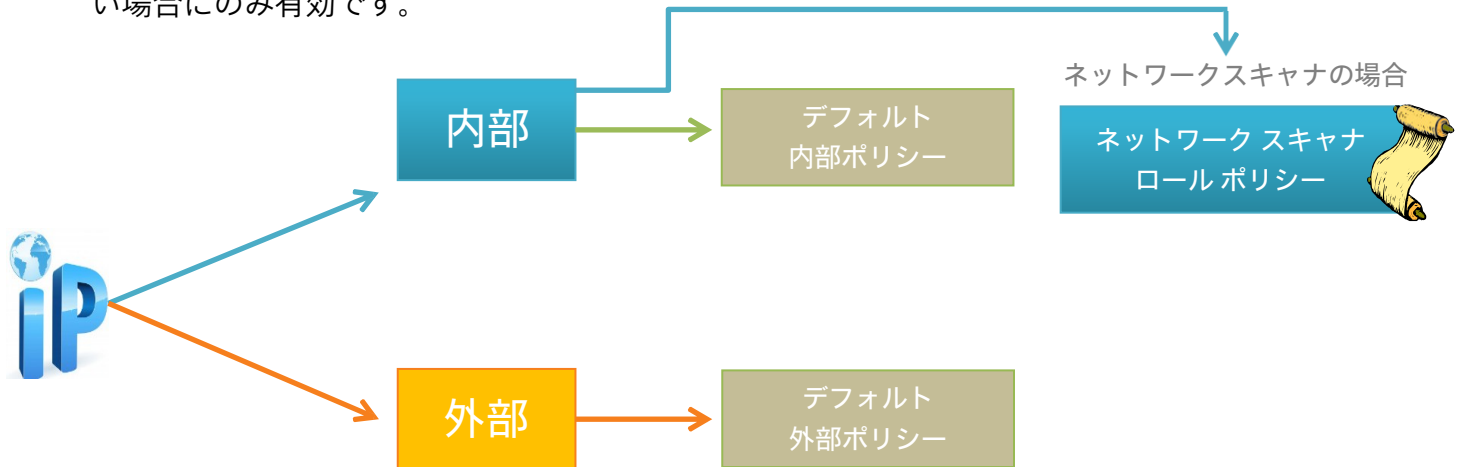 い場合にのみ有効です。
ネットワークスキャナの場合
内部
デフォルト
内部ポリシー
ネットワーク スキャナ
ロール ポリシー
iP
外部
デフォルト
外部ポリシー